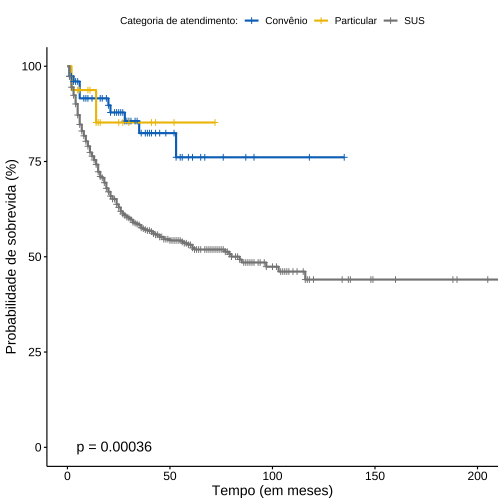 Categoria de atendimento: Convênio Particular SUS
100
75
50
25
0
Probabilidade de sobrevida (%)
p = 0.00036
0 50 100 150 200
Tempo (em meses)